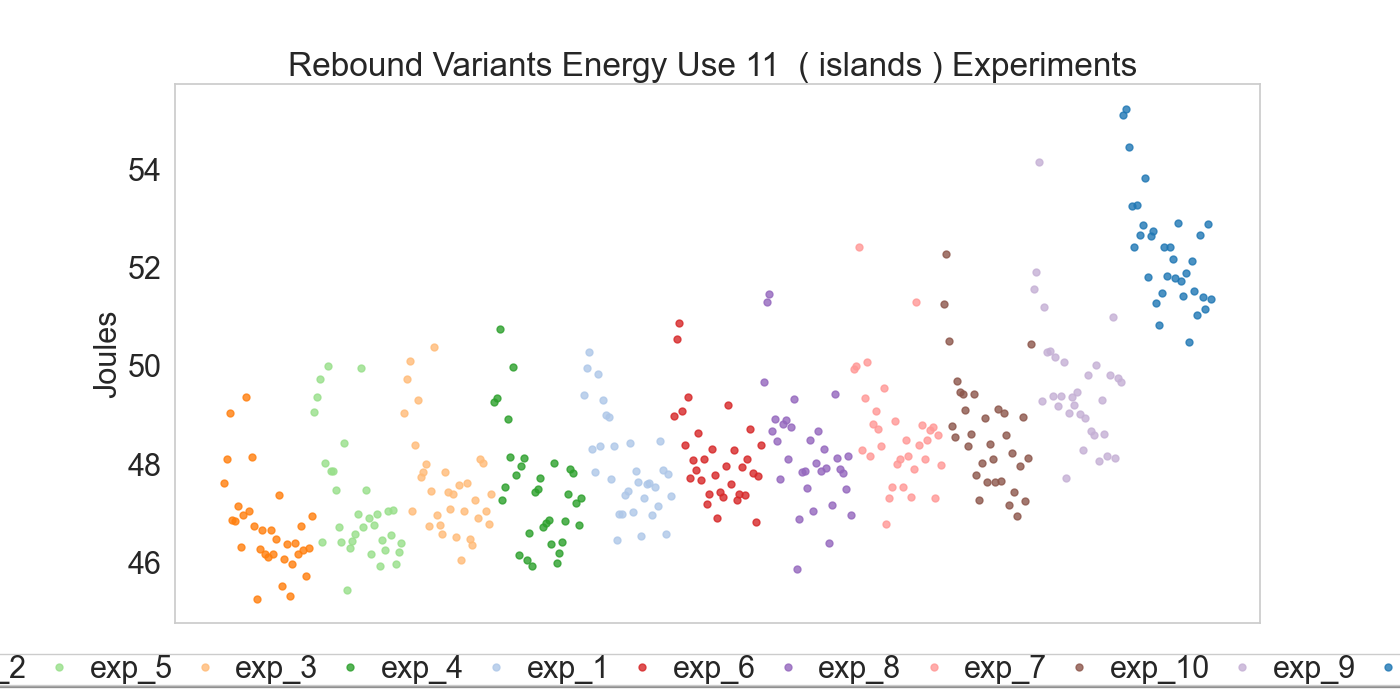 Rebound Variants Energy Use 11  ( islands ) Experiments
Joules
54
52
50
48
46
_2 exp_5 exp_3 exp_4 exp_1 exp_6 exp_8 exp_7 exp_10 exp_9